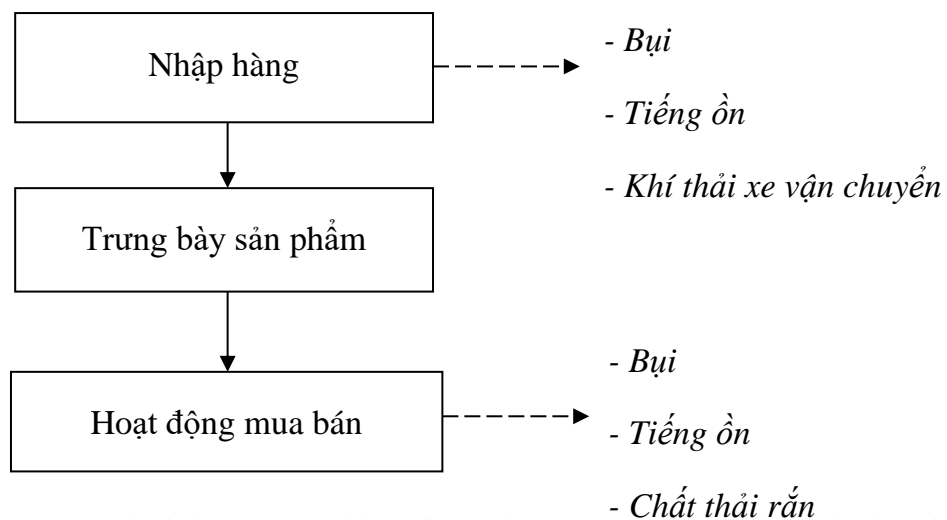 Nhập hàng
- Bụi
- Tiếng ồn
- Khí thải xe vận chuyển
Trưng bày sản phẩm
Hoạt động mua bán
- Bụi
- Tiếng ồn
- Chất thải rắn